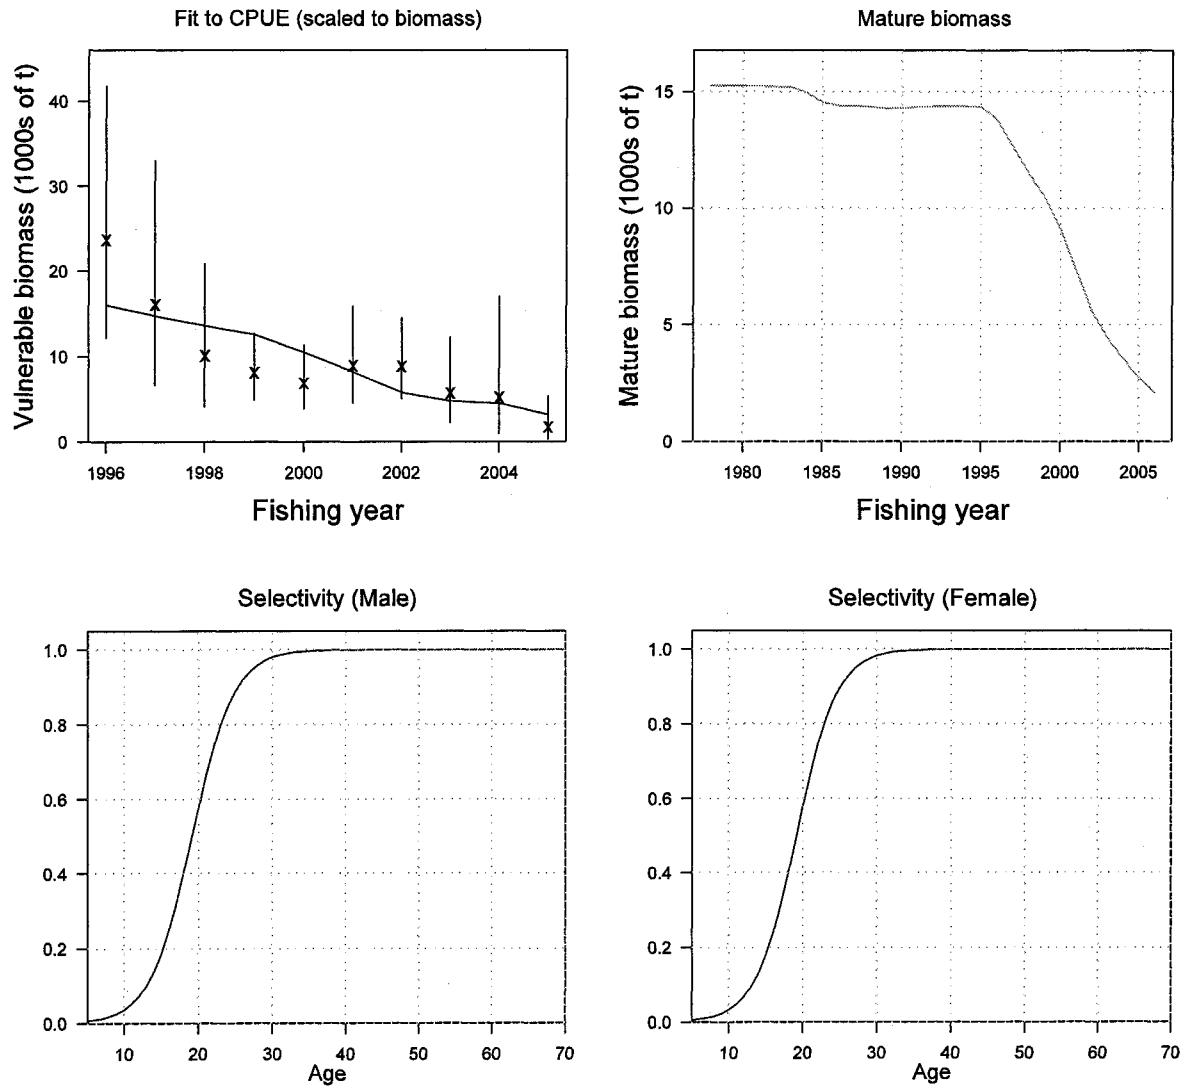 Fit to CPUE (scaled to biomass)
Vulnerable biomass (1000s of t)
40
30
20
10
0
1996 1998 2000 2002 2004
Fishing year
Mature biomass
Mature biomass (1000s of t)
15
10
5
0
1980 1985 1990 1995 2000 2005
Fishing year
Selectivity (Male)
1.0
0.8
0.6
0.4
0.2
0.0
10 20 30 40 50 60 70
Age
Selectivity (Female)
1.0
0.8
0.6
0.4
0.2
0.0
10 20 30 40 50 60 70
Age